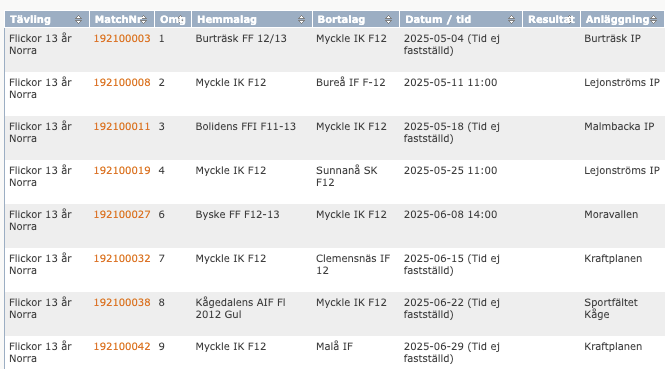 Tävling MatchNr Omg Hemmalag Bortalag Datum / tid Resultat Anläggning
Flickor 13 år Norra 192100003 1 Burträsk FF 12/13 Myckle IK F12 2025-05-04 (Tid ej fastställd) Burträsk IP
Flickor 13 år Norra 192100008 2 Myckle IK F12 Bureå IF F-12 2025-05-11 11:00 Lejonströms IP
Flickor 13 år Norra 192100011 3 Bolidens FFI F11-13 Myckle IK F12 2025-05-18 (Tid ej fastställd) Malmbacka IP
Flickor 13 år Norra 192100019 4 Myckle IK F12 Sunnanå SK F12 2025-05-25 11:00 Lejonströms IP
Flickor 13 år Norra 192100027 6 Byske FF F12-13 Myckle IK F12 2025-06-08 14:00 Moravallen
Flickor 13 år Norra 192100032 7 Myckle IK F12 Clemensnäs IF 12 2025-06-15 (Tid ej fastställd) Kraftplanen
Flickor 13 år Norra 192100038 8 Kågedalens AIF Fl 2012 Gul Myckle IK F12 2025-06-22 (Tid ej fastställd) Sportfältet Kåge
Flickor 13 år Norra 192100042 9 Myckle IK F12 Malå IF 2025-06-29 (Tid ej fastställd) Kraftplanen